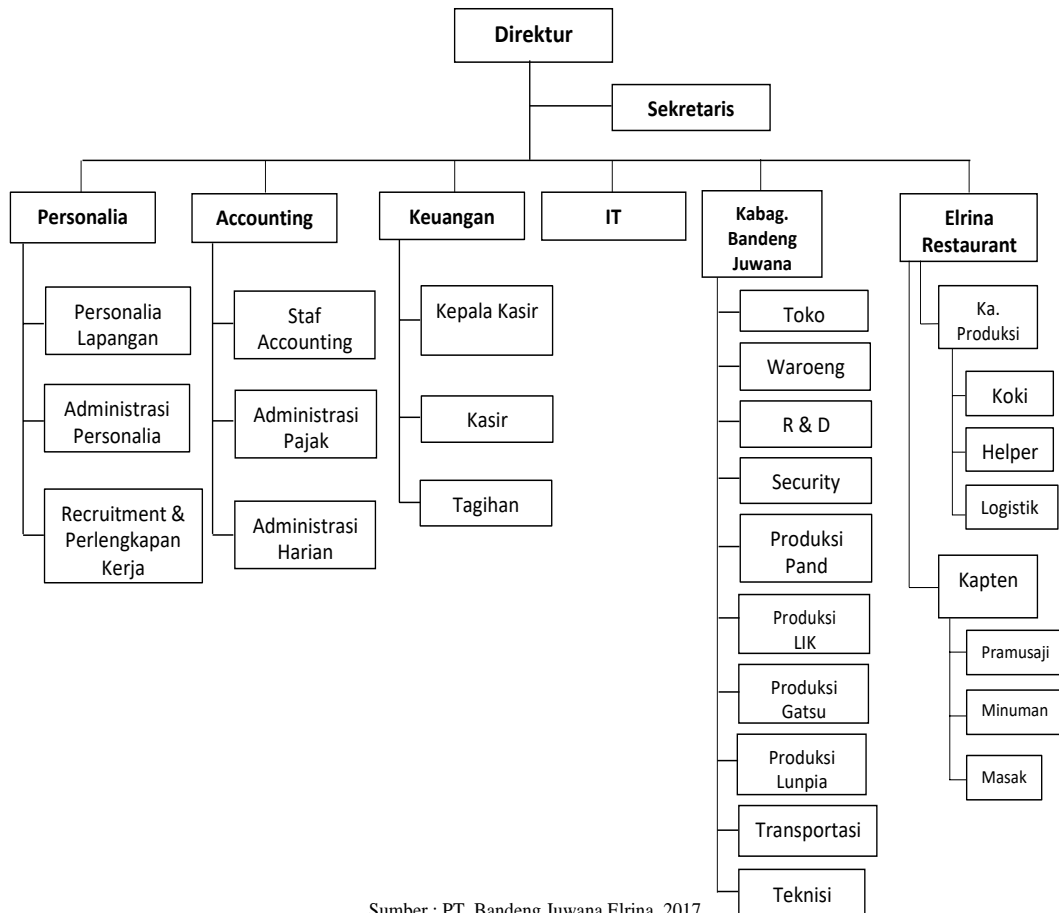 Direktur
Sekretaris
Personalia
Accounting
Keuangan
IT
Kabag.
Bandeng
Juwana
Elrina
Restaurant
Personalia
Lapangan
Administrasi
Personalia
Recruitment &
Perlengkapan
Kerja
Staf
Accounting
Administrasi
Pajak
Administrasi
Harian
Kepala Kasir
Kasir
Tagihan
Toko
Waroeng
R & D
Security
Produksi
Pand
Produksi
LIK
Produksi
Gatsu
Produksi
Lunpia
Transportasi
Teknisi
Ka.
Produksi
Koki
Helper
Logistik
Kapten
Pramusaji
Minuman
Masak
Sumber : PT. Bandeng Juwana Elrina, 2017